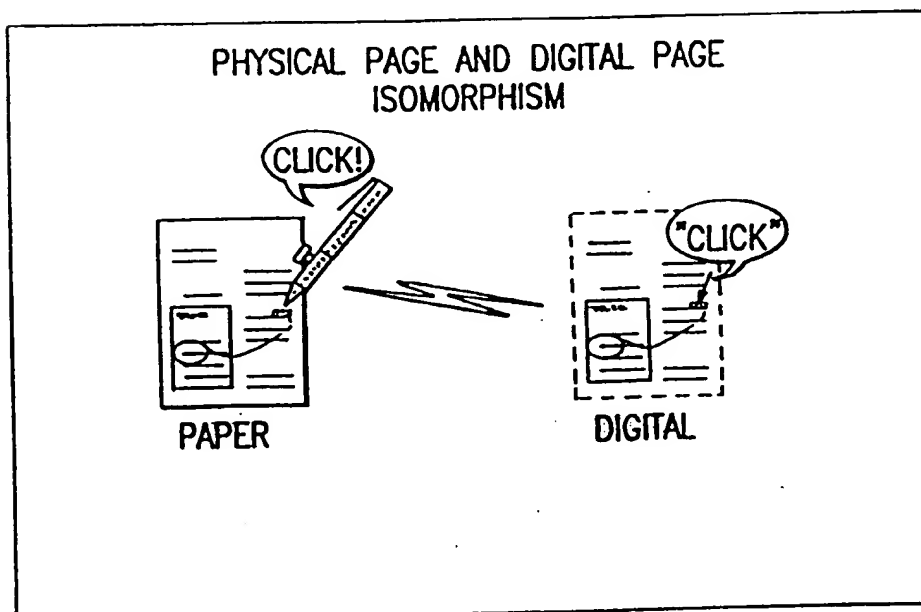 PHYSICAL PAGE AND DIGITAL PAGE
ISOMORPHISM
CLICK!
"CLICK"
PAPER
DIGITAL